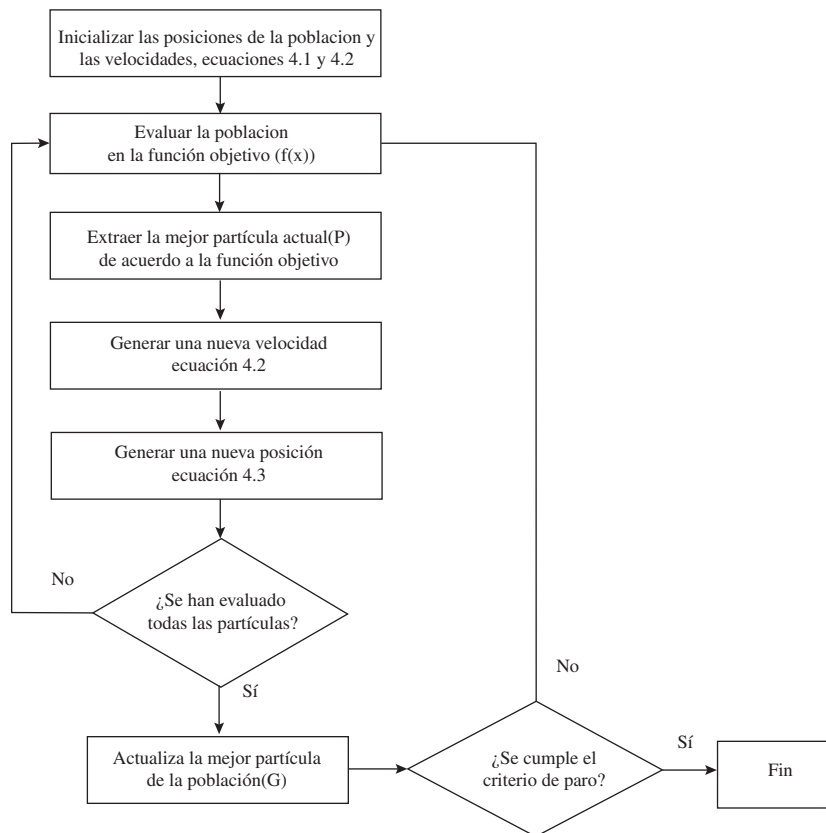 Inicializar las posiciones de la poblacion y
las velocidades, ecuaciones 4.1 y 4.2
Evaluar la poblacion
en la función objetivo (f(x))
Extraer la mejor partícula actual(P)
de acuerdo a la función objetivo
Generar una nueva velocidad
ecuación 4.2
Generar una nueva posición
ecuación 4.3
No
¿Se han evaluado
todas las partículas?
Sí
No
Actualiza la mejor partícula
de la población(G)
¿Se cumple el
criterio de paro?
Sí
Fin